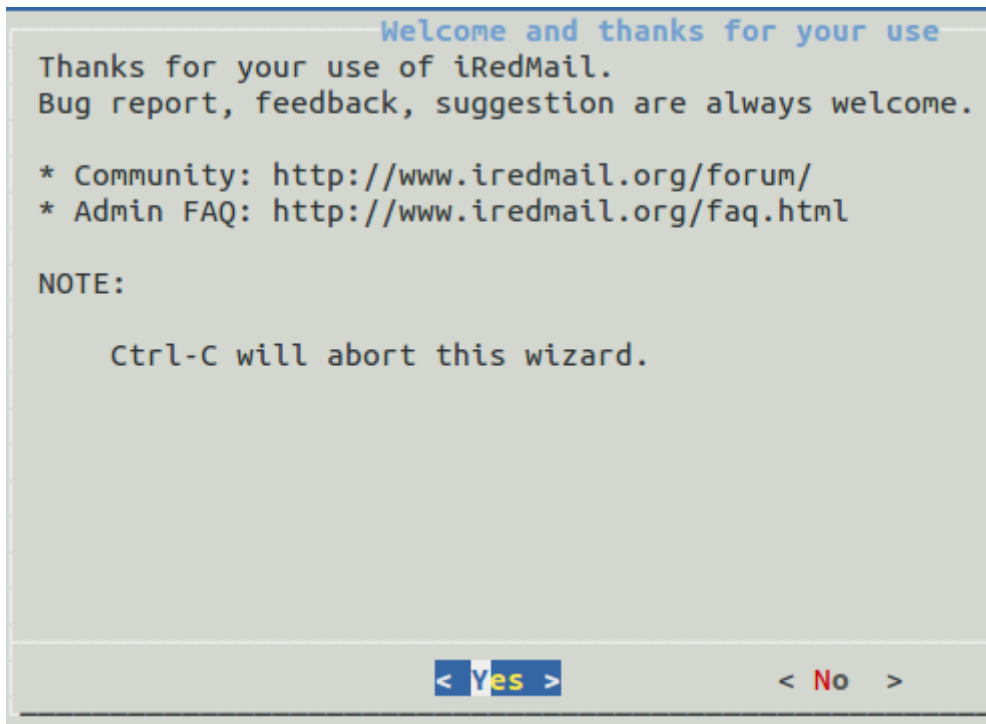 Welcome and thanks for your use
Thanks for your use of iRedMail.
Bug report, feedback, suggestion are always welcome.
* Community: http://www.iredmail.org/forum/
* Admin FAQ: http://www.iredmail.org/faq.html
NOTE:
Ctrl-C will abort this wizard.
< Yes > < No >